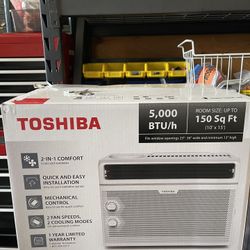 TOSHIBA
5,000
BTU/h
ROOM SIZE: UP TO
150 Sq Ft
(10' x 15')
2-IN-1 COMFORT
QUICK AND EASY
INSTALLATION
MECHANICAL
CONTROL
2 FAN SPEEDS,
2 COOLING MODES
1 YEAR LIMITED
WARRANTY